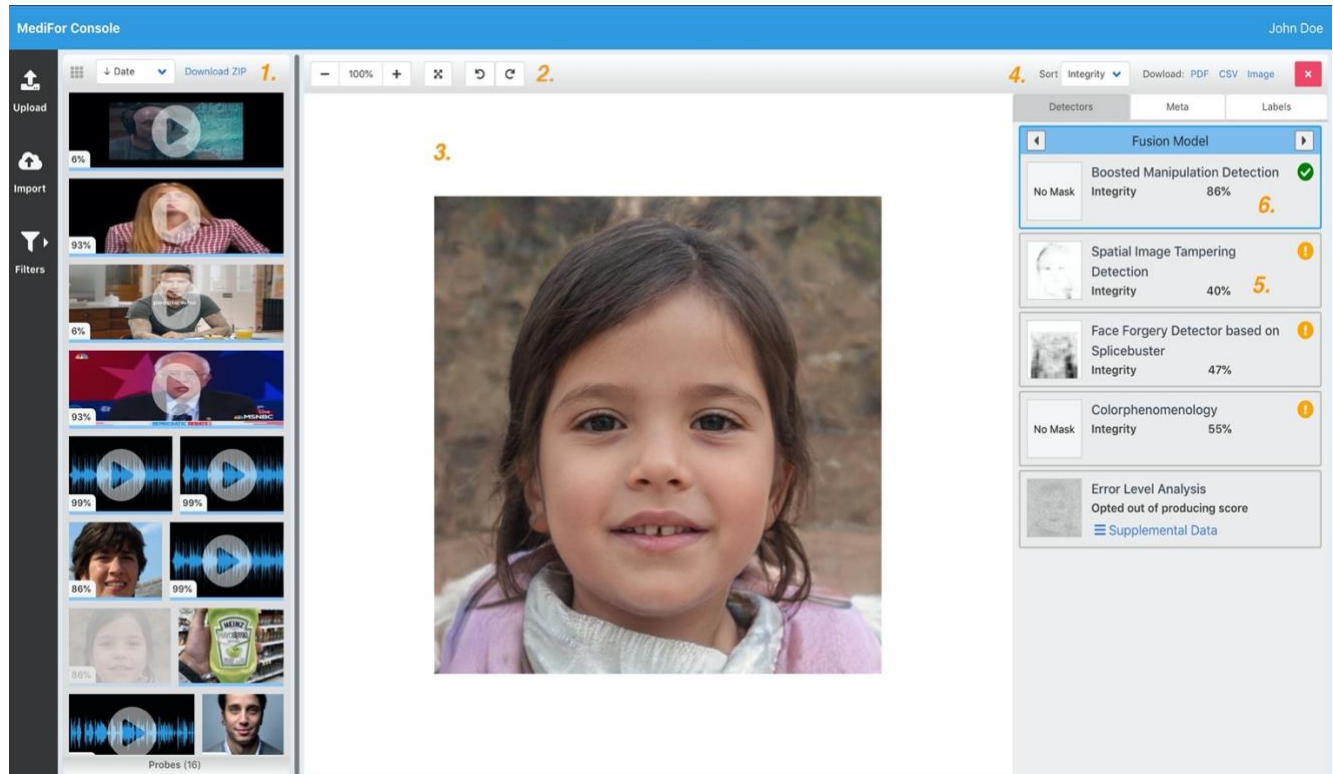 MediFor Console
John Doe
Upload
Import
Filters
↓ Date
Download ZIP
1.
6%
93%
6%
93%
MSNBC
DEMOCRATIC DEBATE
99%
99%
86%
99%
86%
HEINZ
Probes (16)
− 100% +
2.
3.
4.
Sort Integrity
Dowload: PDF CSV Image
×
Detectors
Meta
Labels
Fusion Model
No Mask
Boosted Manipulation Detection
Integrity 86%
6.
Spatial Image Tampering
Detection
Integrity 40%
5.
Face Forgery Detector based on
Splicebuster
Integrity 47%
No Mask
Colorphenomenology
Integrity 55%
Error Level Analysis
Opted out of producing score
Supplemental Data